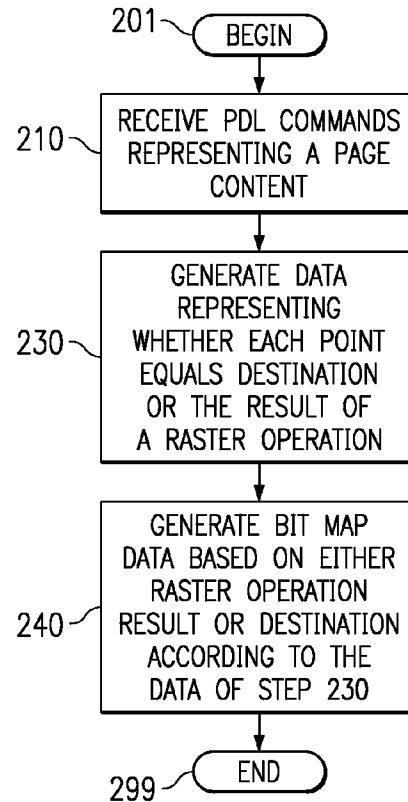 201
BEGIN
210
RECEIVE PDL COMMANDS
REPRESENTING A PAGE
CONTENT
230
GENERATE DATA
REPRESENTING
WHETHER EACH POINT
EQUALS DESTINATION
OR THE RESULT OF
A RASTER OPERATION
240
GENERATE BIT MAP
DATA BASED ON EITHER
RASTER OPERATION
RESULT OR DESTINATION
ACCORDING TO THE
DATA OF STEP 230
299
END